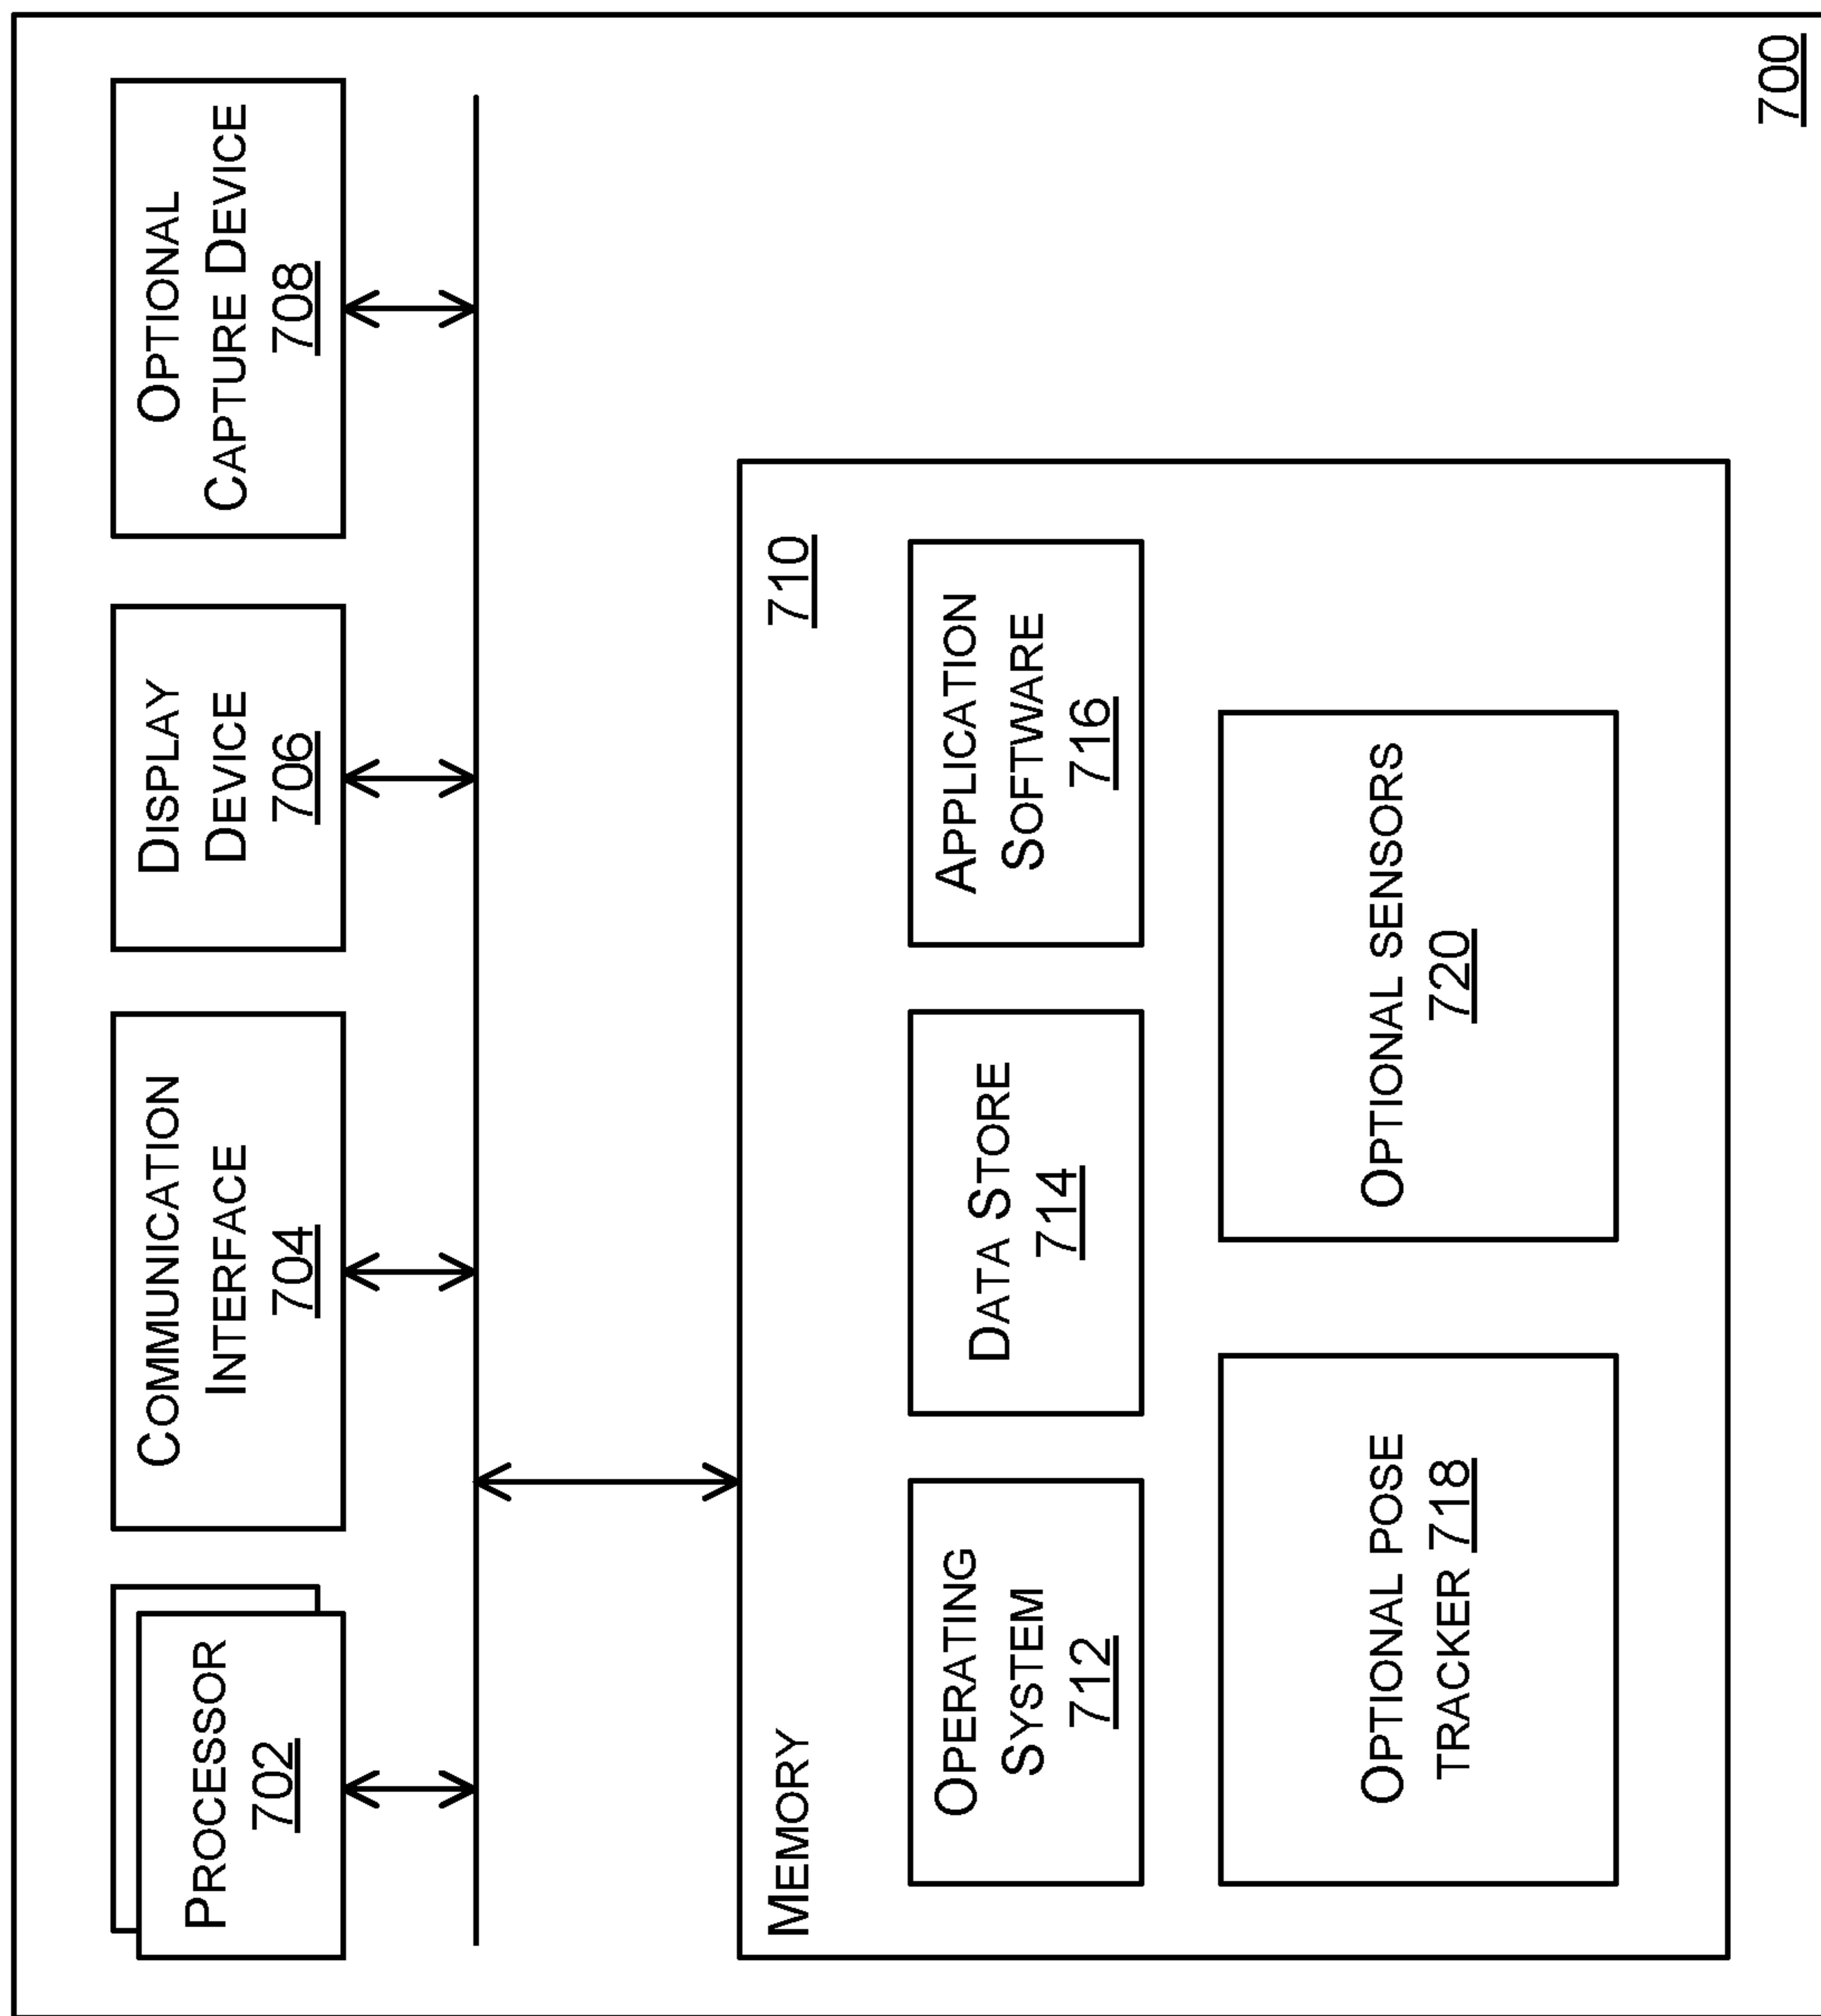 PROCESSOR
702
COMMUNICATION
INTERFACE
704
DISPLAY
DEVICE
706
OPTIONAL
CAPTURE DEVICE
708
MEMORY
710
OPERATING
SYSTEM
712
DATA STORE
714
APPLICATION
SOFTWARE
716
OPTIONAL POSE
TRACKER 718
OPTIONAL SENSORS
720
700